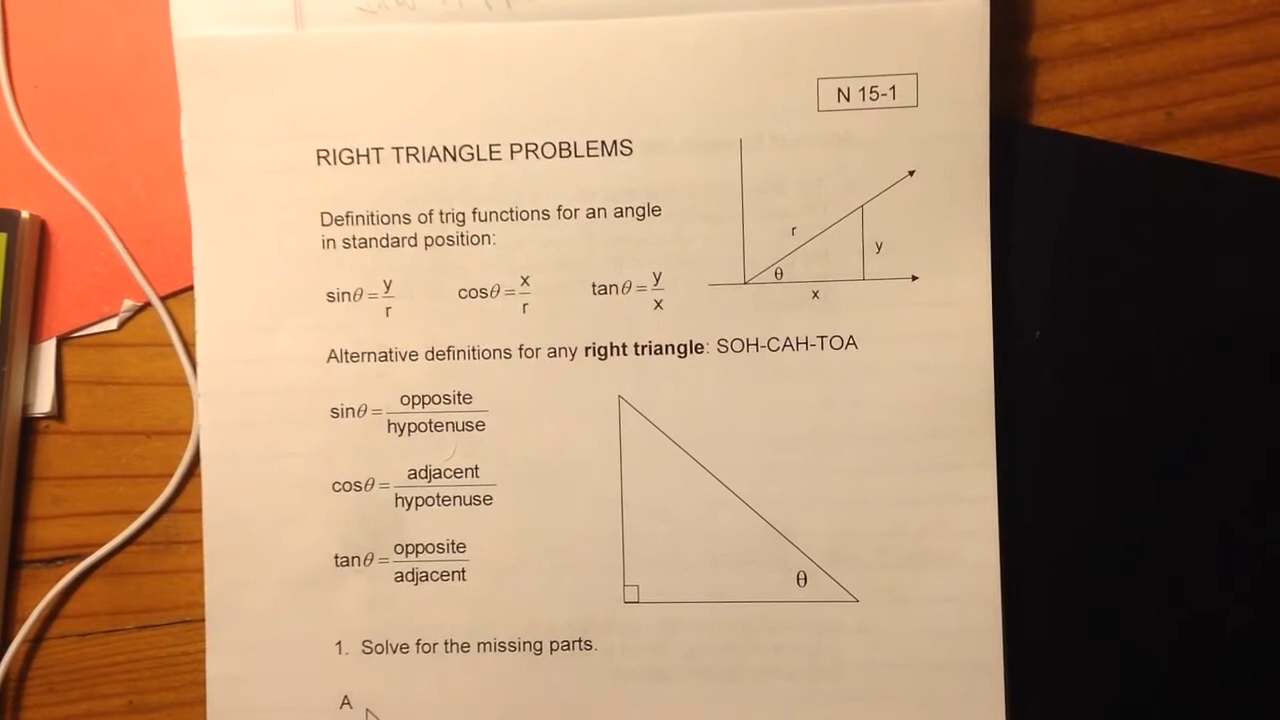 N 15-1
RIGHT TRIANGLE PROBLEMS
Definitions of trig functions for an angle
in standard position:
sinθ = y/r cosθ = x/r tanθ = y/x
r
y
θ
x
Alternative definitions for any right triangle: SOH-CAH-TOA
sinθ = opposite/hypotenuse
cosθ = adjacent/hypotenuse
tanθ = opposite/adjacent
θ
1. Solve for the missing parts.
A